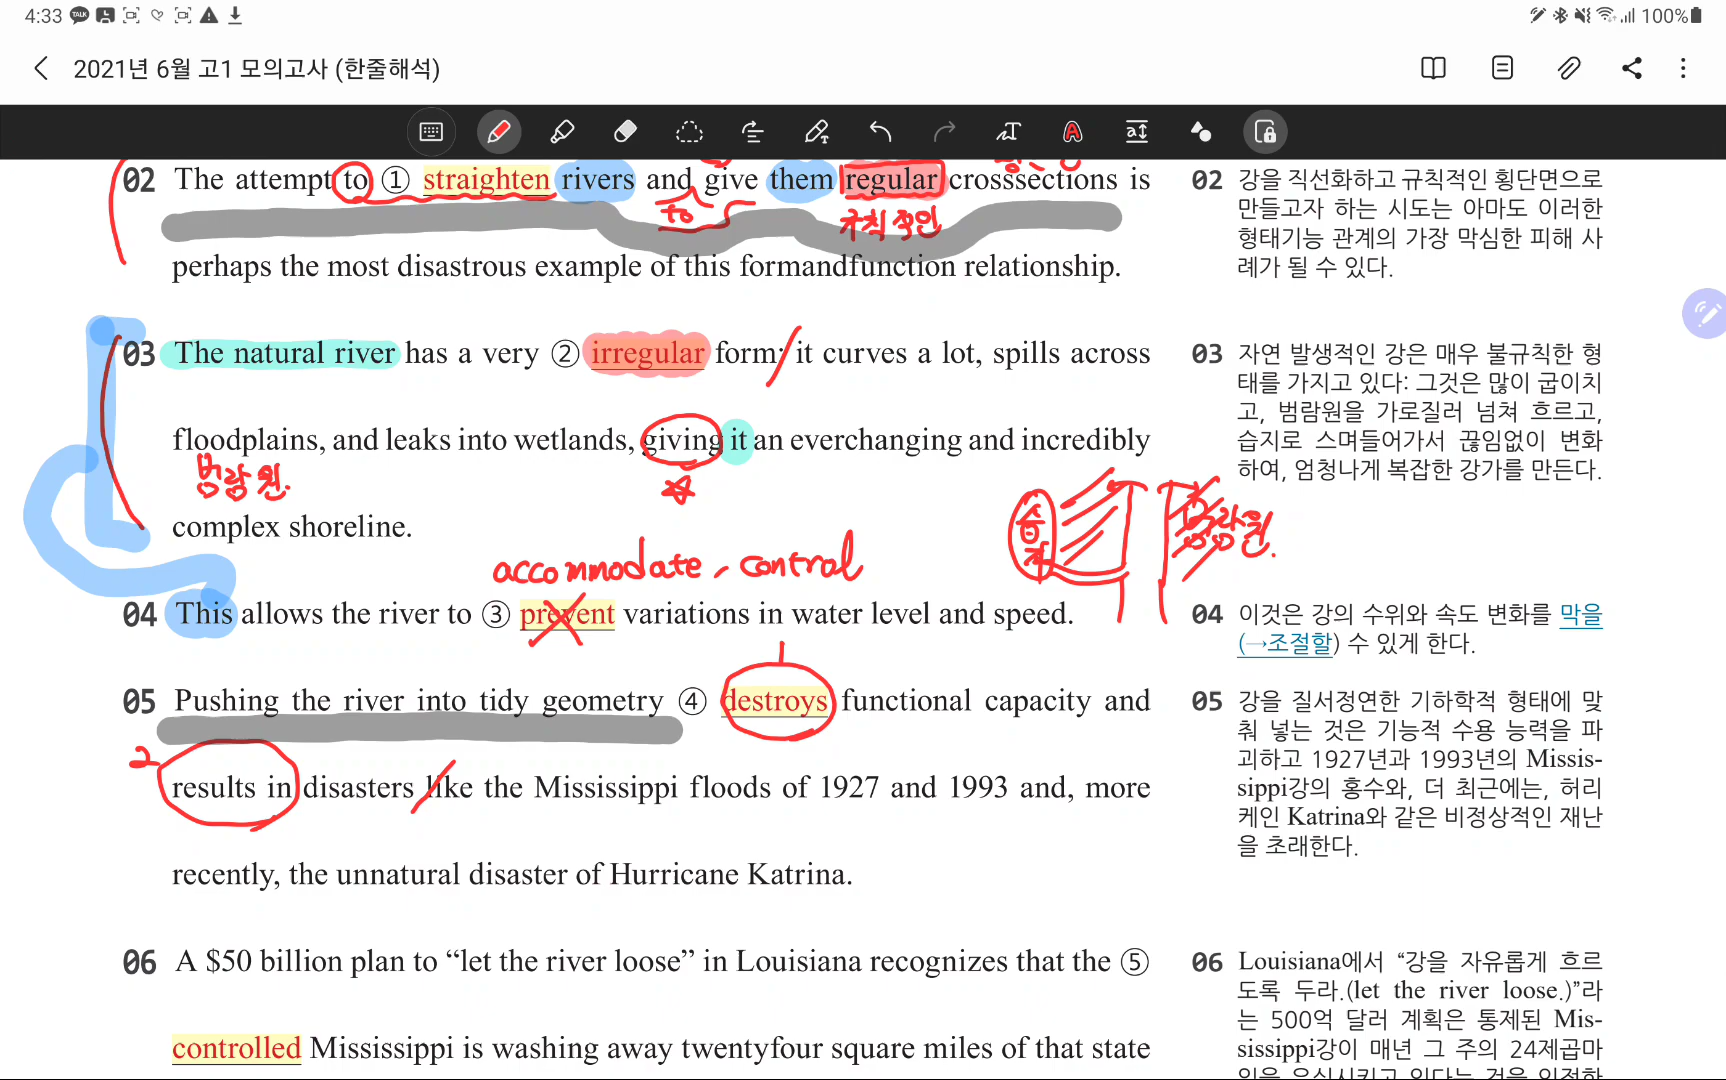 4:33
TALK
100%
2021년 6월 고1 모의고사 (한줄해석)
02 The attempt to ① straighten rivers and give them regular crosssections is
to
규칙적인
perhaps the most disastrous example of this formandfunction relationship.
02 강을 직선화하고 규칙적인 횡단면으로
만들고자 하는 시도는 아마도 이러한
형태기능 관계의 가장 막심한 피해 사
례가 될 수 있다.
03 The natural river has a very ② irregular form: it curves a lot, spills across
floodplains, and leaks into wetlands, giving it an everchanging and incredibly
범람원.
complex shoreline.
습지
범람원.
03 자연 발생적인 강은 매우 불규칙한 형
태를 가지고 있다: 그것은 많이 굽이치
고, 범람원을 가로질러 넘쳐 흐르고,
습지로 스며들어가서 끊임없이 변화
하여, 엄청나게 복잡한 강가를 만든다.
accommodate, control
04 This allows the river to ③ prevent variations in water level and speed.
04 이것은 강의 수위와 속도 변화를 막을
(→조절할) 수 있게 한다.
1
05 Pushing the river into tidy geometry ④ destroys functional capacity and
2
results in disasters like the Mississippi floods of 1927 and 1993 and, more
recently, the unnatural disaster of Hurricane Katrina.
05 강을 질서정연한 기하학적 형태에 맞
춰 넣는 것은 기능적 수용 능력을 파
괴하고 1927년과 1993년의 Missis-
sippi강의 홍수와, 더 최근에는, 허리
케인 Katrina와 같은 비정상적인 재난
을 초래한다.
06 A $50 billion plan to “let the river loose” in Louisiana recognizes that the ⑤
controlled Mississippi is washing away twentyfour square miles of that state
06 Louisiana에서 “강을 자유롭게 흐르
도록 두라.(let the river loose.)”라
는 500억 달러 계획은 통제된 Mis-
sissippi강이 매년 그 주의 24제곱마